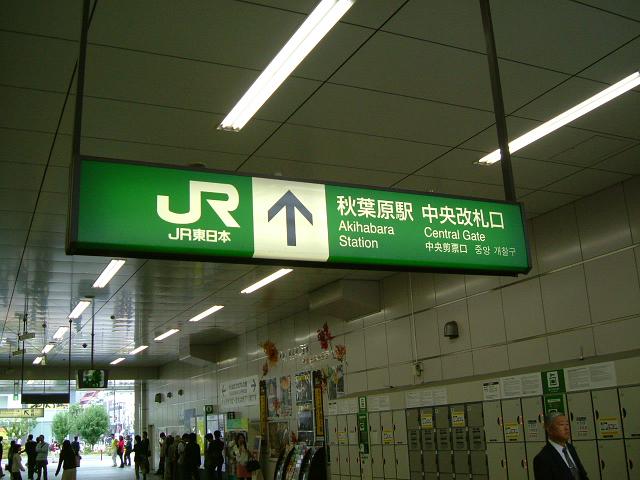 JR
JR東日本
秋葉原駅 中央改札口
Akihabara Station
Central Gate
中央剪票口 중앙 개찰구